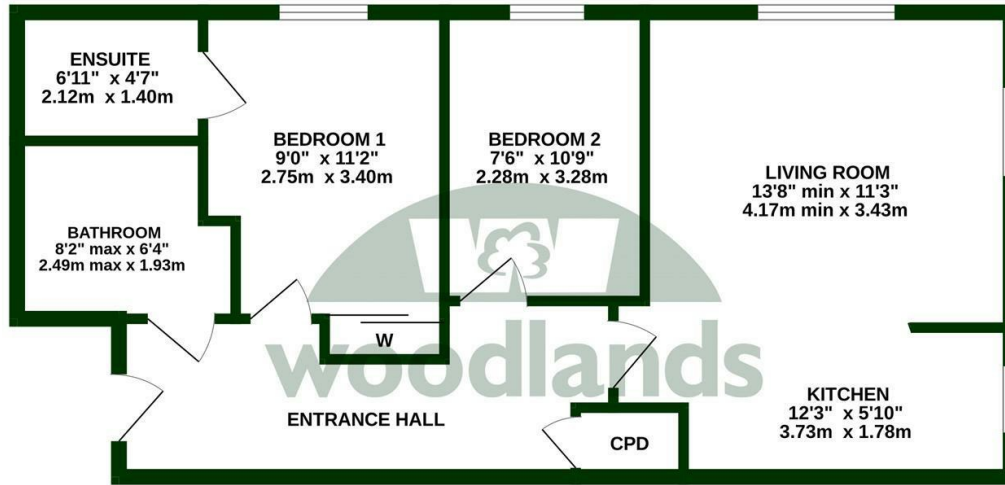 ENSUITE
6'11" x 4'7"
2.12m x 1.40m
BEDROOM 1
9'0" x 11'2"
2.75m x 3.40m
BEDROOM 2
7'6" x 10'9"
2.28m x 3.28m
LIVING ROOM
13'8" min x 11'3"
4.17m min x 3.43m
BATHROOM
8'2" max x 6'4"
2.49m max x 1.93m
W
woodlands
ENTRANCE HALL
CPD
KITCHEN
12'3" x 5'10"
3.73m x 1.78m